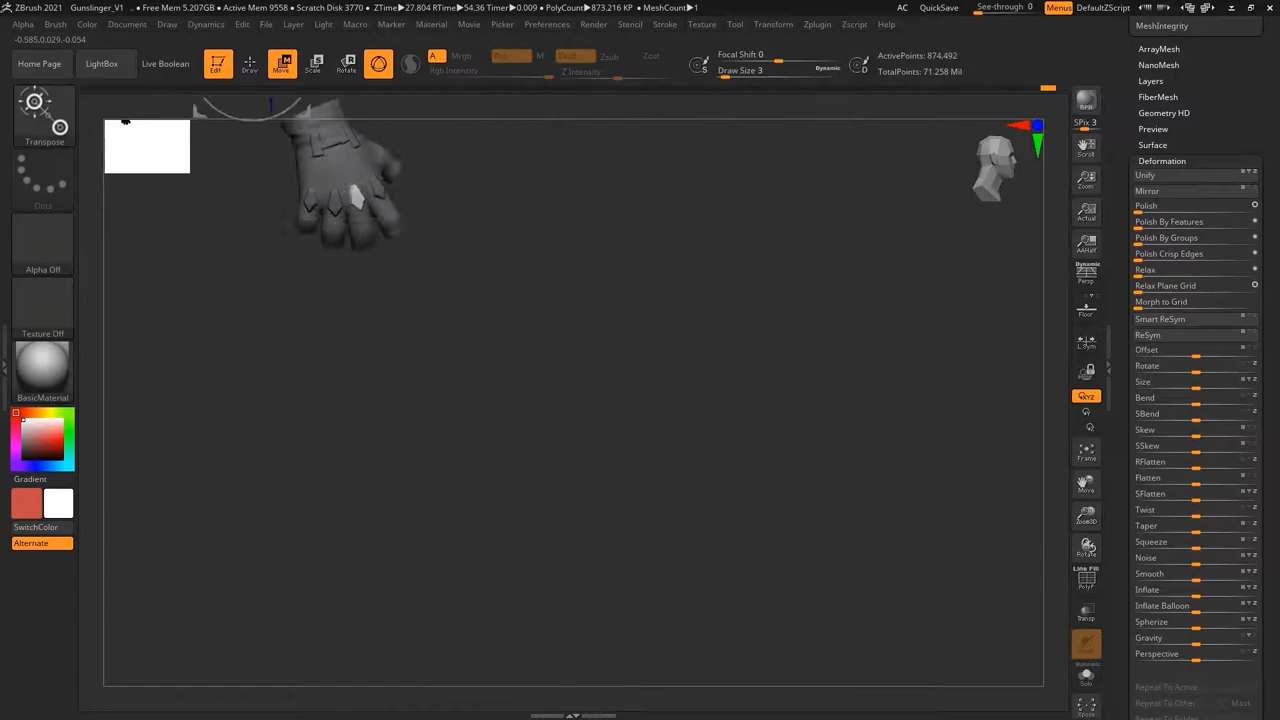 ZBrush 2021 Gunslinger_V1 ● Free Mem 5.207GB ● Active Mem 9558 ● Scratch Disk 3770 ● ZTime▶27.804 RTime▶54.36 Timer▶0.009 ● PolyCount▶873.216 KP ● MeshCount▶1 AC QuickSave See-through 0 Menus DefaultZScript
Alpha Brush Color Document Draw Dynamics Edit File Layer Light Macro Marker Material Movie Picker Preferences Render Stencil Stroke Texture Tool Transform Zplugin Zscript Help
-0.585,0.029,-0.054
Home Page LightBox Live Boolean Edit Draw Move Scale Rotate
A Mrgb M Zsub Zcut
Rgb Intensity Z Intensity
Focal Shift 0
Draw Size 3 Dynamic
ActivePoints: 874.492
TotalPoints: 71.258 Mil
Transpose
Dots
Alpha Off
Texture Off
BasicMaterial
Gradient
SwitchColor
Alternate
BPR
SPix 3
Scroll
Zoom
Actual
AAHalf
Dynamic
Persp
Floor
L.Sym
XYZ
Frame
Move
Zoom3D
Rotate
Line Fill
PolyF
Transp
Dynamic
Solo
Xpose
MeshIntegrity
ArrayMesh
NanoMesh
Layers
FiberMesh
Geometry HD
Preview
Surface
Deformation
Unify
Mirror
Polish
Polish By Features
Polish By Groups
Polish Crisp Edges
Relax
Relax Plane Grid
Morph to Grid
Smart ReSym
ReSym
Offset
Rotate
Size
Bend
SBend
Skew
SSkew
RFlatten
Flatten
SFlatten
Twist
Taper
Squeeze
Noise
Smooth
Inflate
Inflate Balloon
Spherize
Gravity
Perspective
Repeat To Active
Repeat To Other Mask